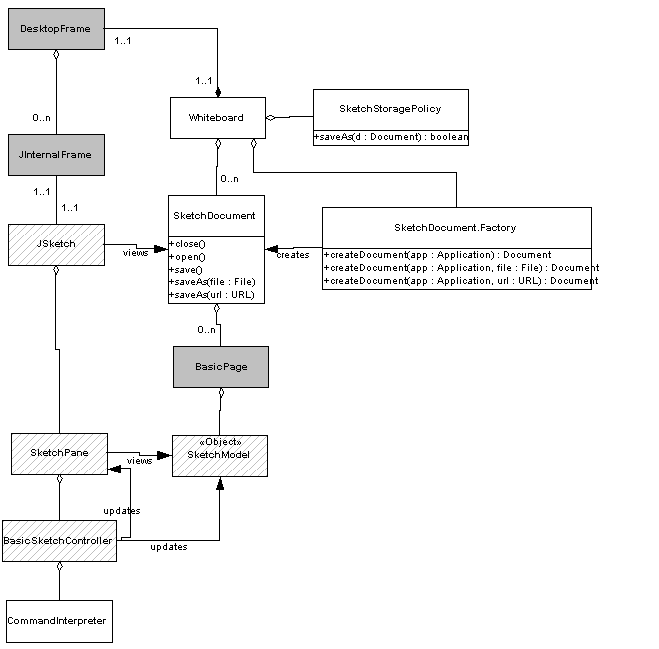 DesktopFrame
1..1
1..1
Whiteboard
SketchStoragePolicy
+saveAs(d : Document) : boolean
0..n
JInternalFrame
0..n
1..1
1..1
JSketch
views
SketchDocument
+close()
+open()
+save()
+saveAs(file : File)
+saveAs(url : URL)
creates
SketchDocument.Factory
+createDocument(app : Application) : Document
+createDocument(app : Application, file : File) : Document
+createDocument(app : Application, url : URL) : Document
0..n
BasicPage
SketchPane
views
«Object»
SketchModel
updates
BasicSketchController
updates
CommandInterpreter